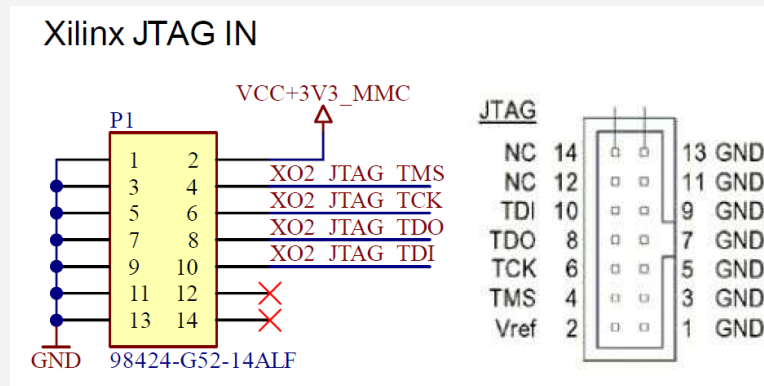 Xilinx JTAG IN
VCC+3V3_MMC
P1
1 2
3 4 XO2_JTAG_TMS
5 6 XO2_JTAG_TCK
7 8 XO2_JTAG_TDO
9 10 XO2_JTAG_TDI
11 12
13 14
GND 98424-G52-14ALF
JTAG
NC 14 13 GND
NC 12 11 GND
TDI 10 9 GND
TDO 8 7 GND
TCK 6 5 GND
TMS 4 3 GND
Vref 2 1 GND